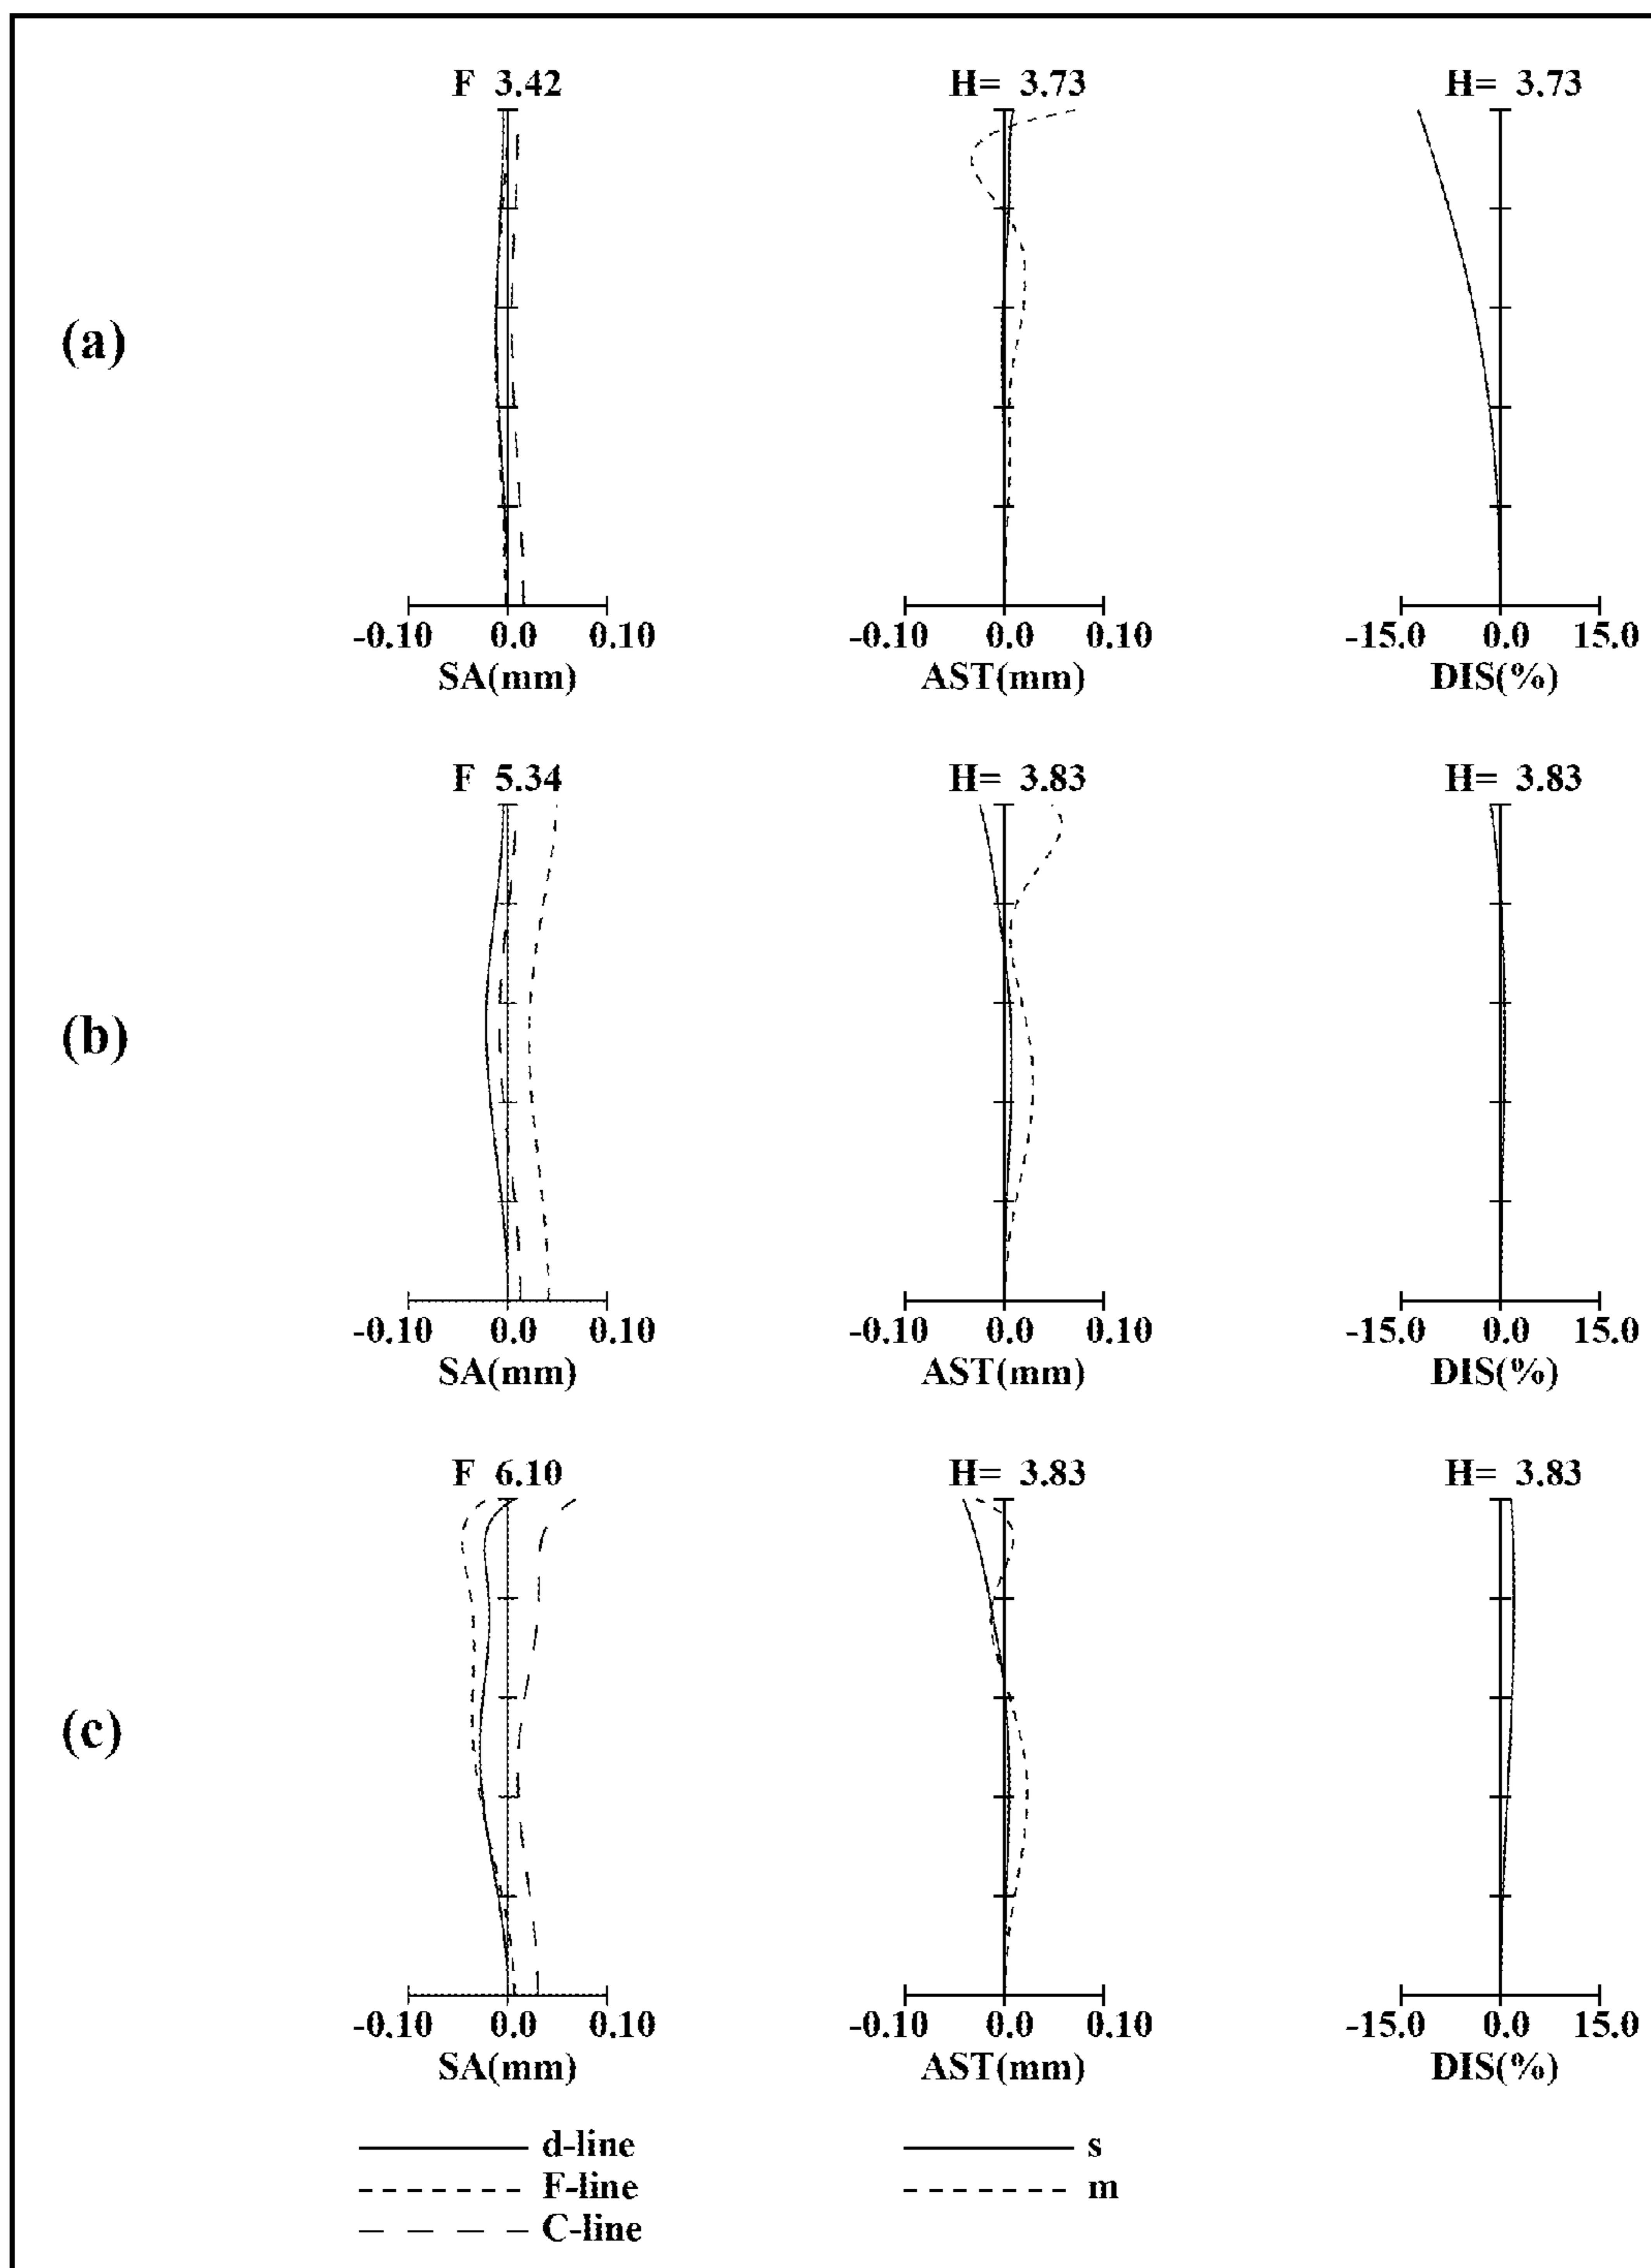 F 3.42 H= 3.73 H= 3.73
(a)
-0.10 0.0 0.10 -0.10 0.0 0.10 -15.0 0.0 15.0
SA(mm) AST(mm) DIS(%)
F 5.34 H= 3.83 H= 3.83
(b)
-0.10 0.0 0.10 -0.10 0.0 0.10 -15.0 0.0 15.0
SA(mm) AST(mm) DIS(%)
F 6.10 H= 3.83 H= 3.83
(c)
-0.10 0.0 0.10 -0.10 0.0 0.10 -15.0 0.0 15.0
SA(mm) AST(mm) DIS(%)
d-line s
F-line m
C-line